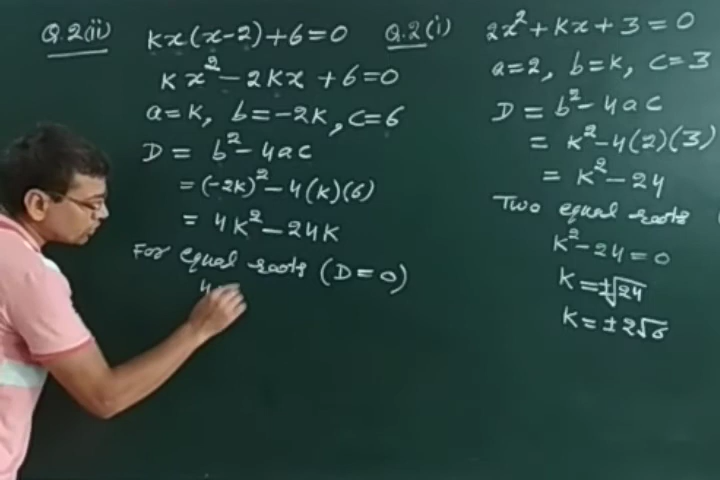 Q.2(ii) kx(x-2)+6=0
kx²-2kx+6=0
a=k, b=-2k, c=6
D = b²-4ac
=(-2k)²-4(k)(6)
= 4k²-24k
For equal roots (D=0)
4
Q.2(i) 2x²+kx+3=0
a=2, b=k, c=3
D = b²-4ac
= k²-4(2)(3)
= k²-24
Two equal roots
k²-24=0
k=±√24
k=±2√6